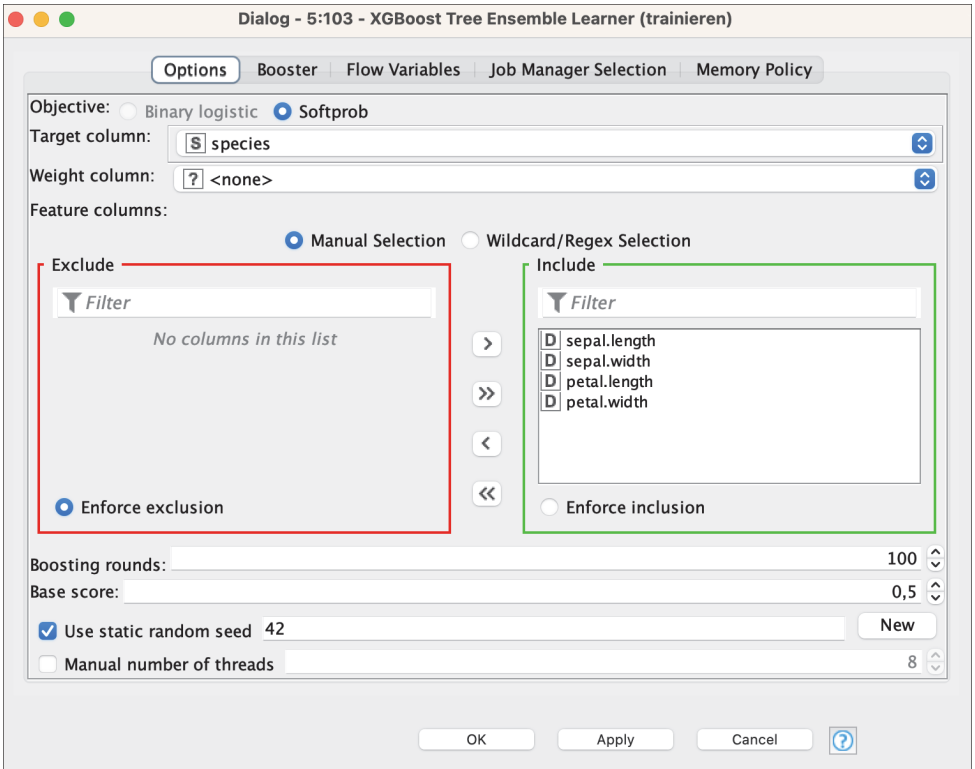 Dialog - 5:103 - XGBoost Tree Ensemble Learner (trainieren)
Options Booster Flow Variables Job Manager Selection Memory Policy
Objective: Binary logistic Softprob
Target column: S species
Weight column: ? <none>
Feature columns:
Manual Selection Wildcard/Regex Selection
Exclude
Filter
No columns in this list
Enforce exclusion
>
>>
<
<<
Include
Filter
D sepal.length
D sepal.width
D petal.length
D petal.width
Enforce inclusion
Boosting rounds: 100
Base score: 0,5
Use static random seed 42 New
Manual number of threads 8
OK Apply Cancel ?